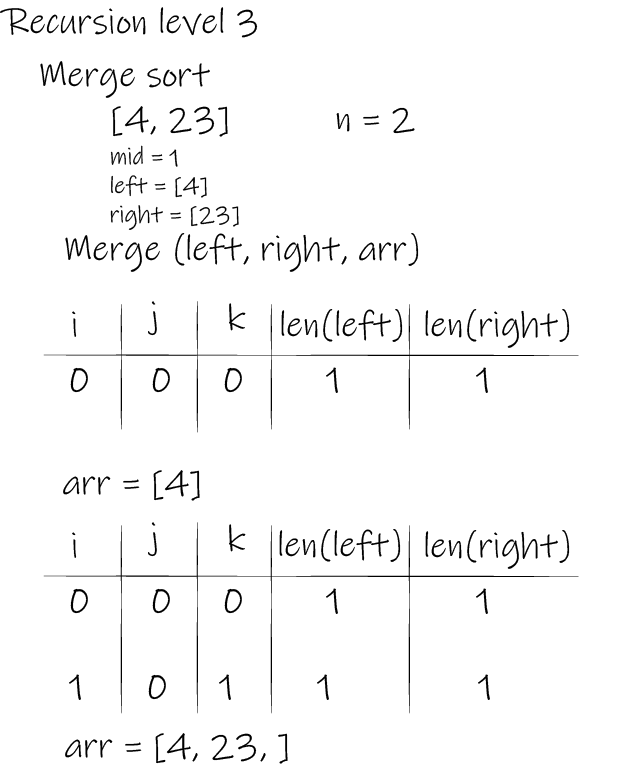 Recursion level 3
Merge sort
[4, 23] n = 2
mid = 1
left = [4]
right = [23]
Merge (left, right, arr)
i j k len(left) len(right)
0 0 0 1 1
arr = [4]
i j k len(left) len(right)
0 0 0 1 1
1 0 1 1 1
arr = [4, 23, ]